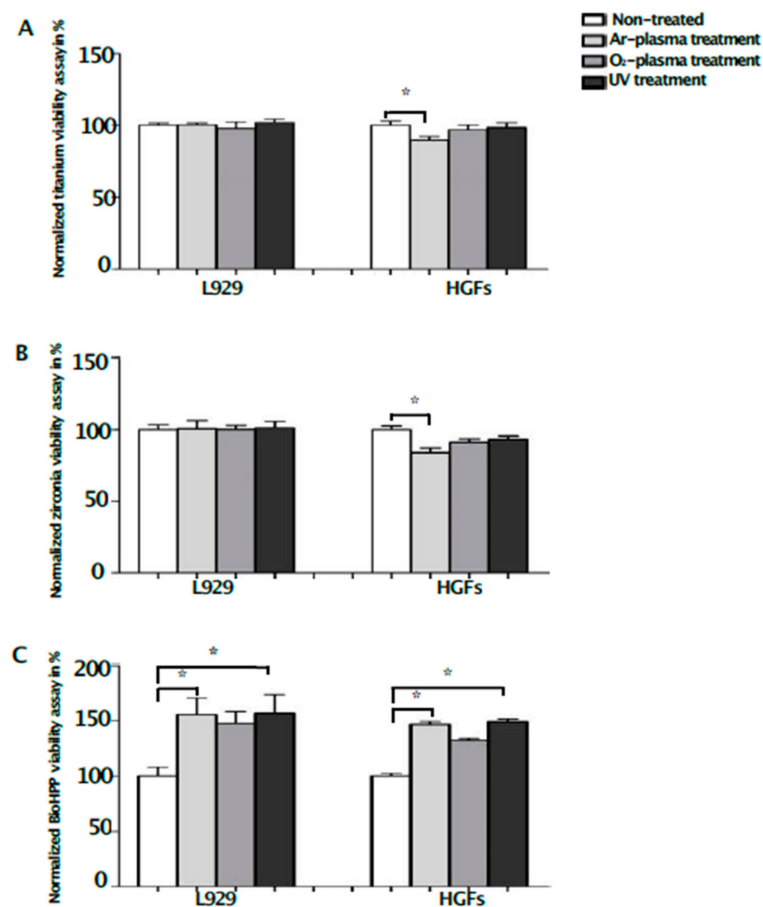 A
Normalized titanium viability assay in %
150
100
50
0
L929
HGFs
☆
Non-treated
Ar-plasma treatment
O₂-plasma treatment
UV treatment
B
Normalized zirconia viability assay in %
150
100
50
0
L929
HGFs
☆
C
Normalized BioHPP viability assay in %
200
150
100
50
0
L929
HGFs
☆
☆
☆
☆